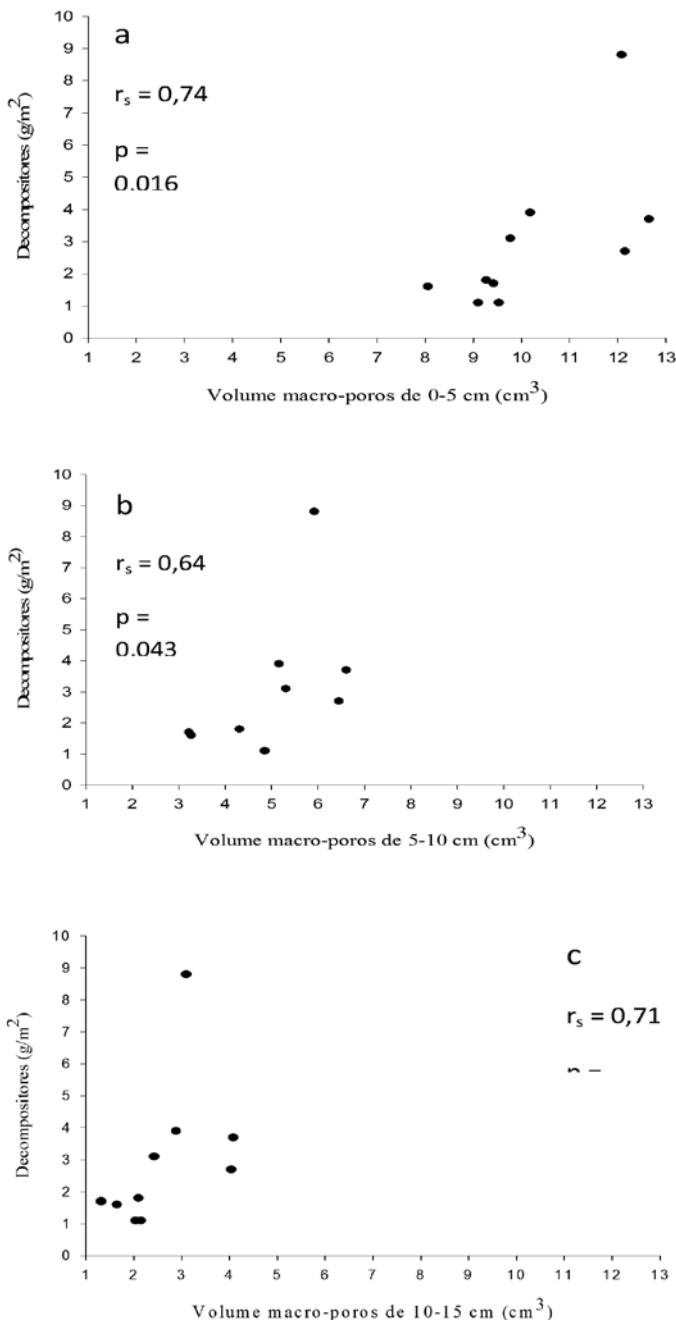 a
r_s = 0,74
p =
0.016
Decompositores (g/m²)
10
9
8
7
6
5
4
3
2
1
0
1 2 3 4 5 6 7 8 9 10 11 12 13
Volume macro-poros de 0-5 cm (cm³)
b
r_s = 0,64
p =
0.043
Decompositores (g/m²)
10
9
8
7
6
5
4
3
2
1
0
1 2 3 4 5 6 7 8 9 10 11 12 13
Volume macro-poros de 5-10 cm (cm³)
c
r_s = 0,71
Decompositores (g/m²)
10
9
8
7
6
5
4
3
2
1
0
1 2 3 4 5 6 7 8 9 10 11 12 13
Volume macro-poros de 10-15 cm (cm³)